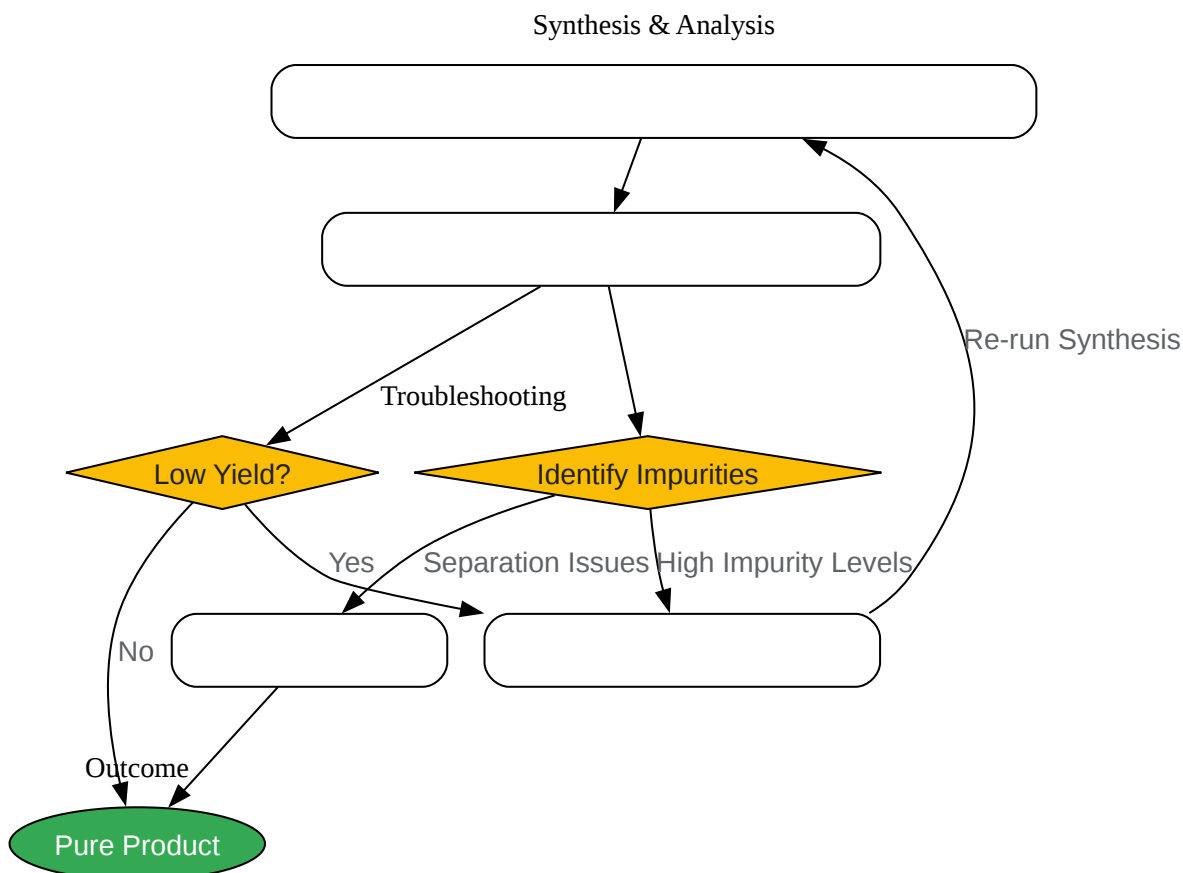 Synthesis & Analysis
Re-run Synthesis
Troubleshooting
Low Yield?
Identify Impurities
Yes
Separation Issues
High Impurity Levels
No
Outcome
Pure Product